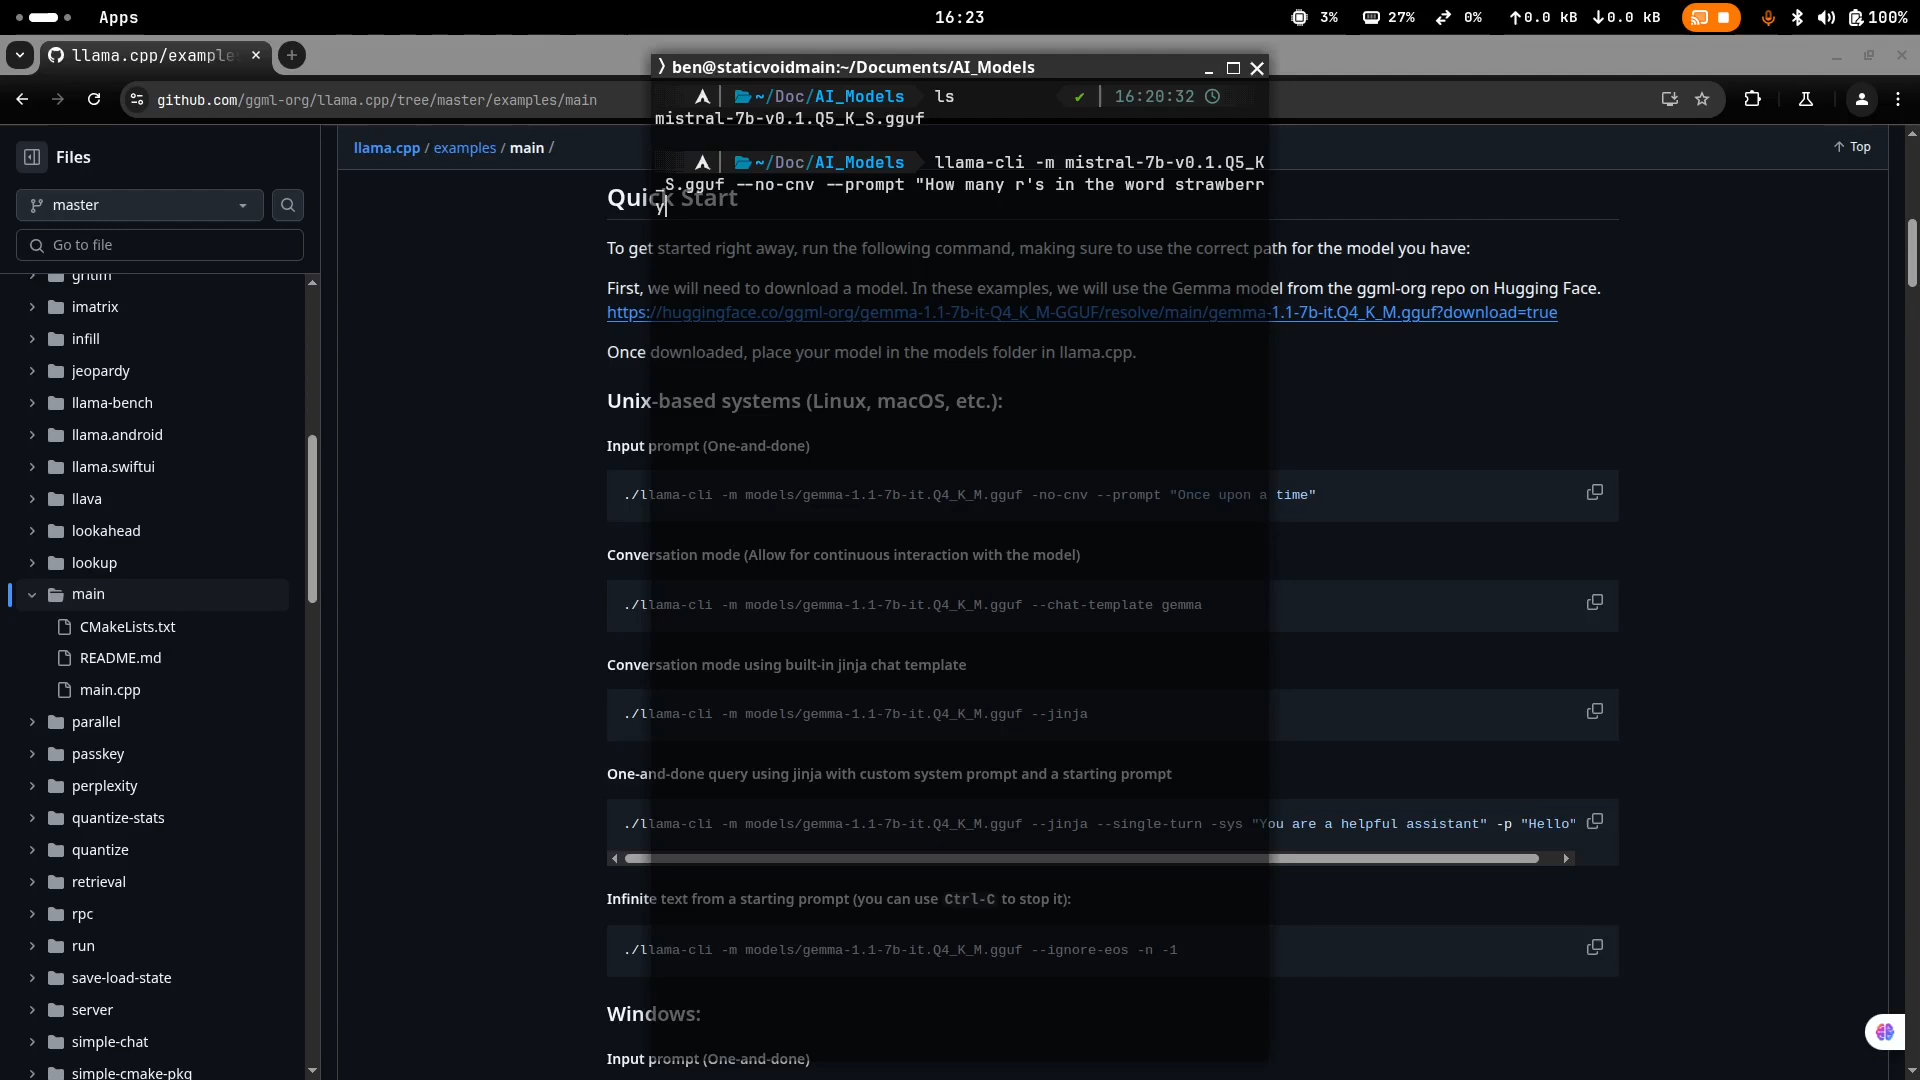 Apps
16:23
3%
27%
0%
↑0.0 kB ↓0.0 kB
100%
llama.cpp/example
github.com/ggml-org/llama.cpp/tree/master/examples/main
ben@staticvoidmain:~/Documents/AI_Models
~/Doc/AI_Models ls
✔ 16:20:32
mistral-7b-v0.1.Q5_K_S.gguf
~/Doc/AI_Models llama-cli -m mistral-7b-v0.1.Q5_K
_S.gguf --no-cnv --prompt "How many r's in the word strawberr
y
Files
master
Go to file
gritlm
imatrix
infill
jeopardy
llama-bench
llama.android
llama.swiftui
llava
lookahead
lookup
main
CMakeLists.txt
README.md
main.cpp
parallel
passkey
perplexity
quantize-stats
quantize
retrieval
rpc
run
save-load-state
server
simple-chat
simple-cmake-pkg
llama.cpp / examples / main /
↑ Top
Quick Start
To get started right away, run the following command, making sure to use the correct path for the model you have:
First, we will need to download a model. In these examples, we will use the Gemma model from the ggml-org repo on Hugging Face.
https://huggingface.co/ggml-org/gemma-1.1-7b-it-Q4_K_M-GGUF/resolve/main/gemma-1.1-7b-it.Q4_K_M.gguf?download=true
Once downloaded, place your model in the models folder in llama.cpp.
Unix-based systems (Linux, macOS, etc.):
Input prompt (One-and-done)
./llama-cli -m models/gemma-1.1-7b-it.Q4_K_M.gguf -no-cnv --prompt "Once upon a time"
Conversation mode (Allow for continuous interaction with the model)
./llama-cli -m models/gemma-1.1-7b-it.Q4_K_M.gguf --chat-template gemma
Conversation mode using built-in jinja chat template
./llama-cli -m models/gemma-1.1-7b-it.Q4_K_M.gguf --jinja
One-and-done query using jinja with custom system prompt and a starting prompt
./llama-cli -m models/gemma-1.1-7b-it.Q4_K_M.gguf --jinja --single-turn -sys "You are a helpful assistant" -p "Hello"
Infinite text from a starting prompt (you can use Ctrl-C to stop it):
./llama-cli -m models/gemma-1.1-7b-it.Q4_K_M.gguf --ignore-eos -n -1
Windows:
Input prompt (One-and-done)